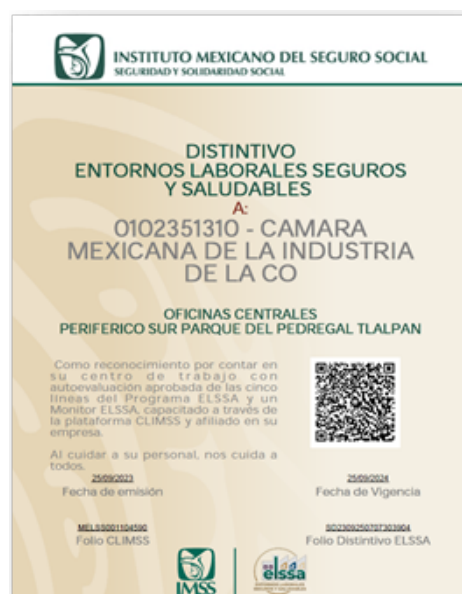 INSTITUTO MEXICANO DEL SEGURO SOCIAL
SEGURIDAD Y SOLIDARIDAD SOCIAL
DISTINTIVO
ENTORNOS LABORALES SEGUROS
Y SALUDABLES
A:
0102351310 - CAMARA
MEXICANA DE LA INDUSTRIA
DE LA CO
OFICINAS CENTRALES
PERIFERICO SUR PARQUE DEL PEDREGAL TLALPAN
Como reconocimiento por contar en
su centro de trabajo con
autoevaluación aprobada de las cinco
líneas del Programa ELSSA y un
Monitor ELSSA, capacitado a través de
la plataforma CLIMSS y afiliado en su
empresa.
Al cuidar a su personal, nos cuida a
todos.
25/09/2023
Fecha de emisión
25/09/2024
Fecha de Vigencia
MELSS001104590
Folio CLIMSS
SD2309250707303904
Folio Distintivo ELSSA
IMSS
elssa